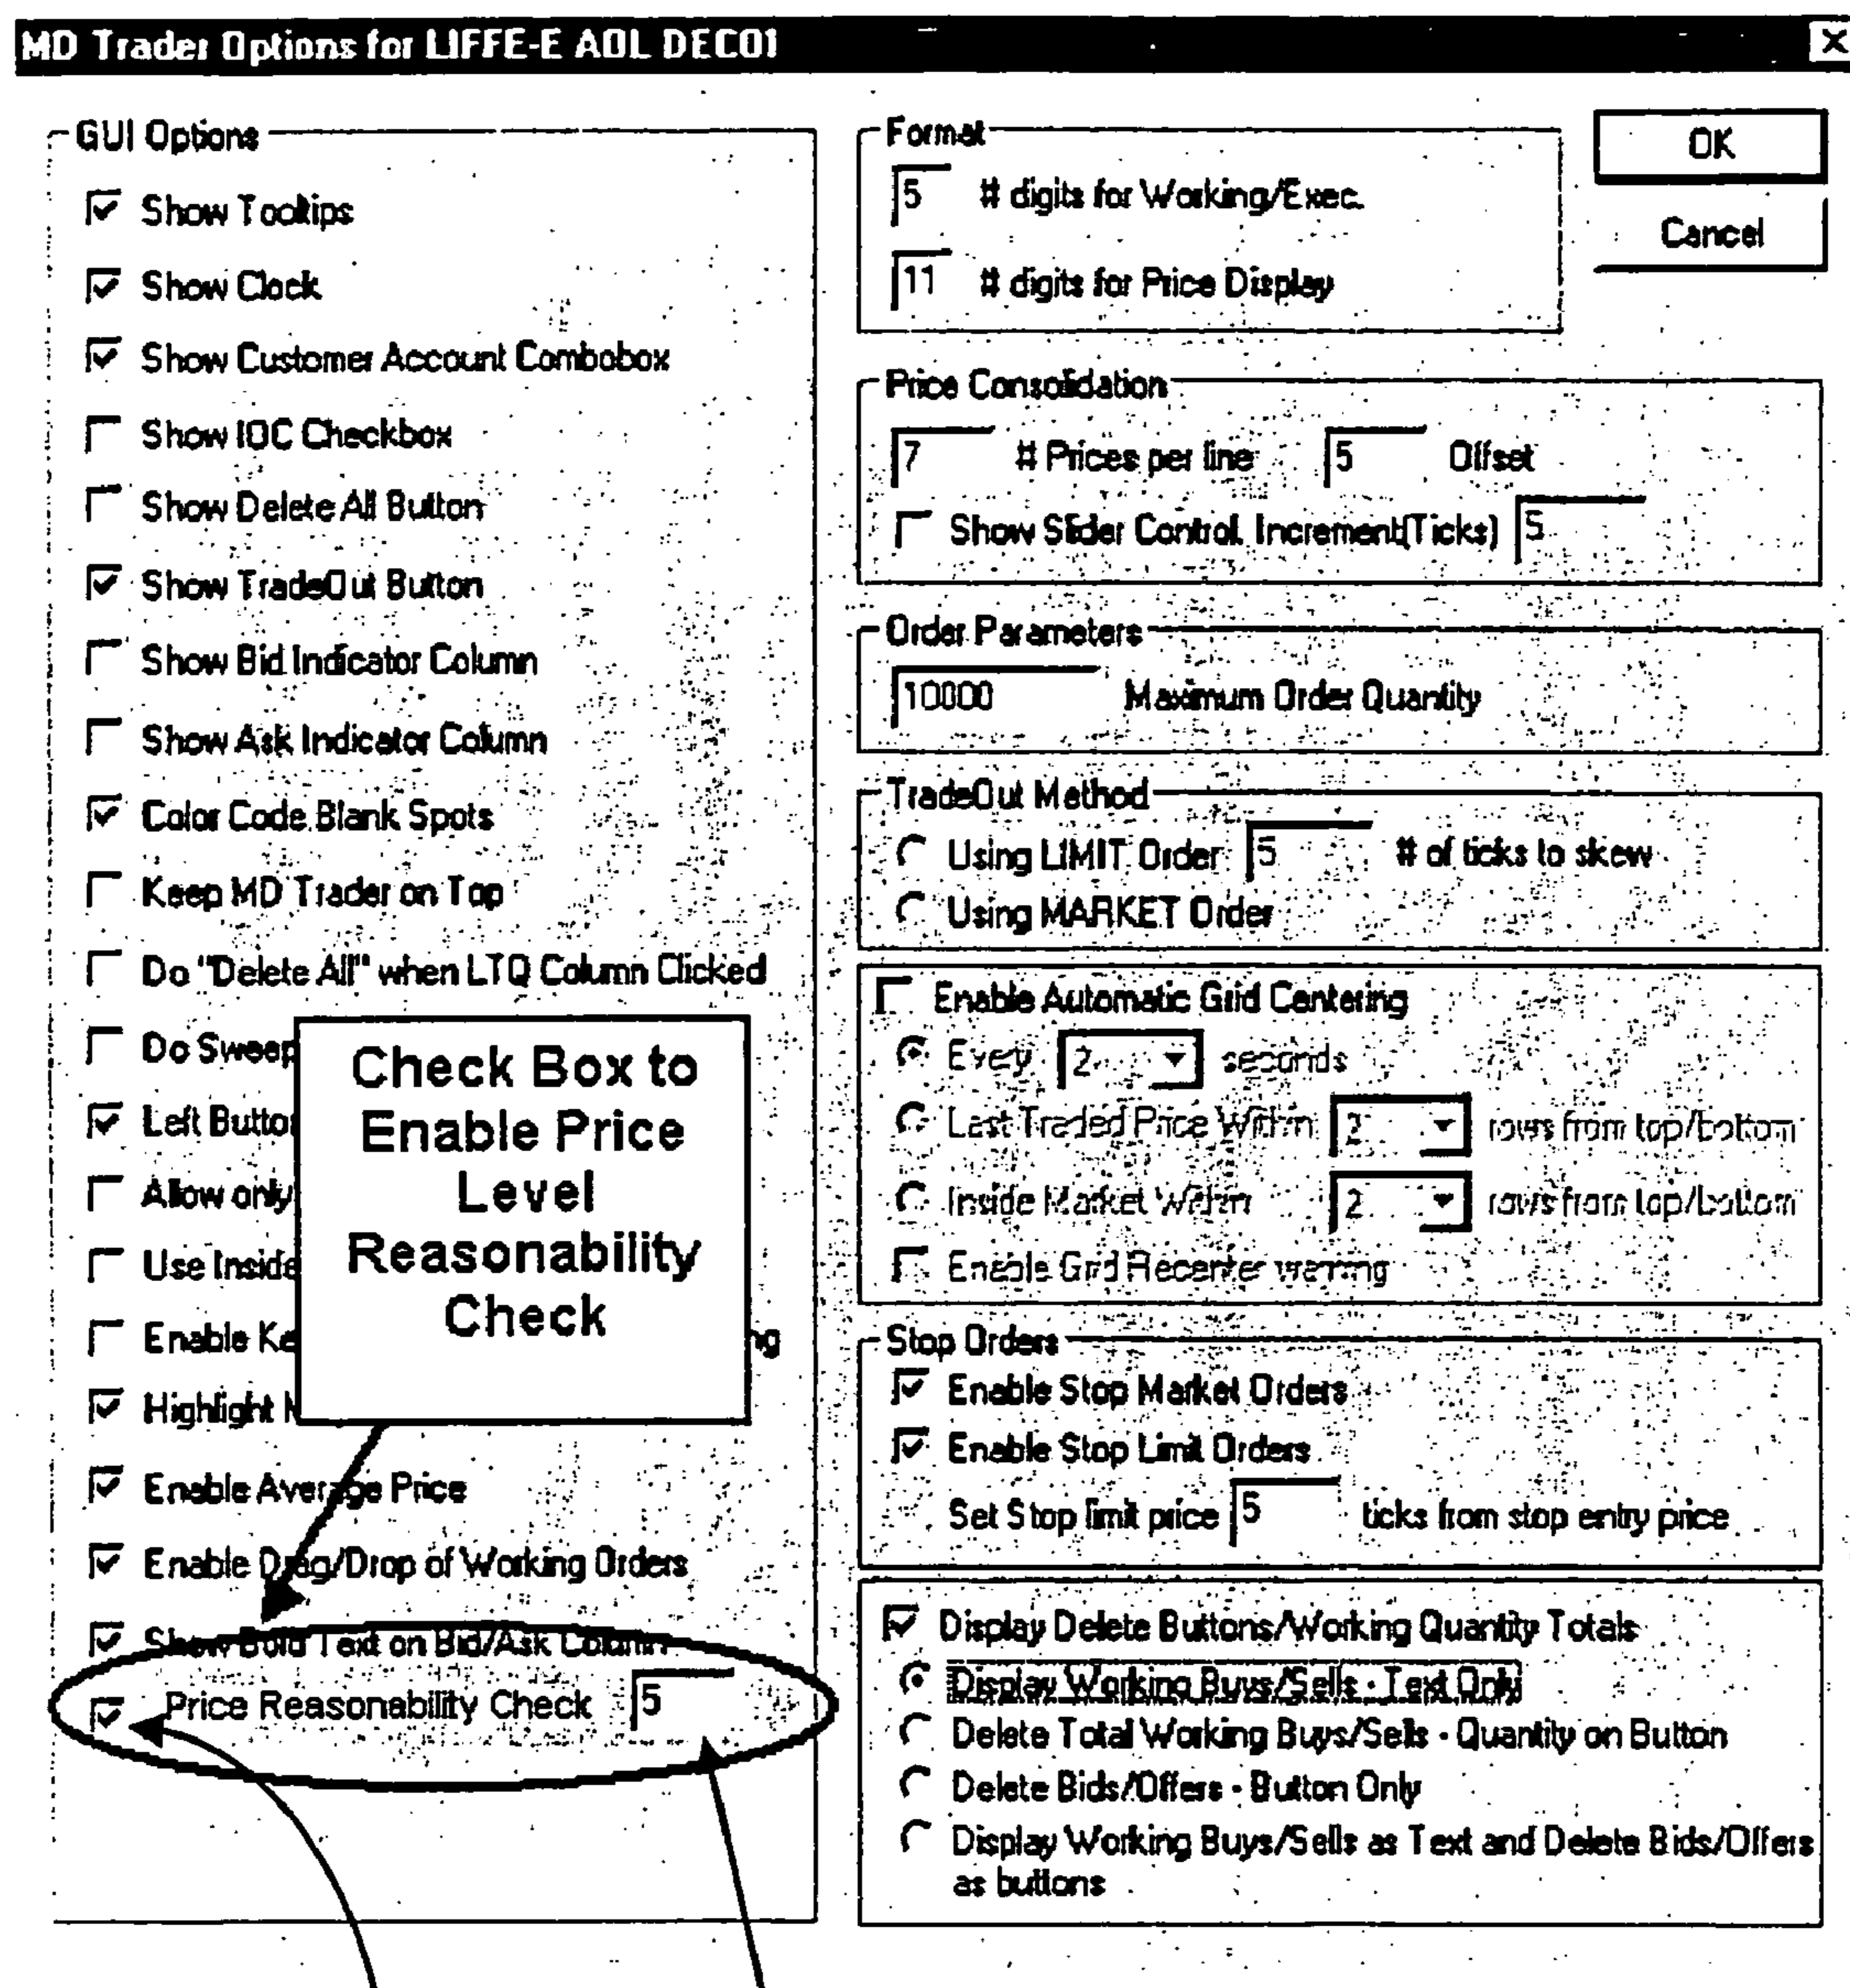 MD Trader Options for LIFFE-E AOL DEC01
GUI Options
Show Tooltips
Show Clock
Show Customer Account Combobox
Show IOC Checkbox
Show Delete All Button
Show TradeOut Button
Show Bid Indicator Column
Show Ask Indicator Column
Color Code Blank Spots
Keep MD Trader on Top
Do "Delete All" when LTQ Column Clicked
Do Sweep
Left
Allow only
Use Inside
Enable
Highlight
Enable Average Price
Enable Drag/Drop of Working Orders
Show Bold Text on Bid/Ask Column
Price Reasonability Check 5
Check Box to
Enable Price
Level
Reasonability
Check
Format
5 # digits for Working/Exec.
11 # digits for Price Display
OK
Cancel
Price Consolidation
7 # Prices per line 5 Offset
Show Slider Control. Increment(Ticks) 5
Order Parameters
10000 Maximum Order Quantity
TradeOut Method
Using LIMIT Order 5 # of ticks to skew
Using MARKET Order
Enable Automatic Grid Centering
Every 2 seconds
Last Traded Price Within 2 rows from top/bottom
Inside Market Within 2 rows from top/bottom
Enable Grid Recenter warning
Stop Orders
Enable Stop Market Orders
Enable Stop Limit Orders
Set Stop limit price 5 ticks from stop entry price
Display Delete Buttons/Working Quantity Totals
Display Working Buys/Sells - Text Only
Delete Total Working Buys/Sells - Quantity on Button
Delete Bids/Offers - Button Only
Display Working Buys/Sells as Text and Delete Bids/Offers
as buttons